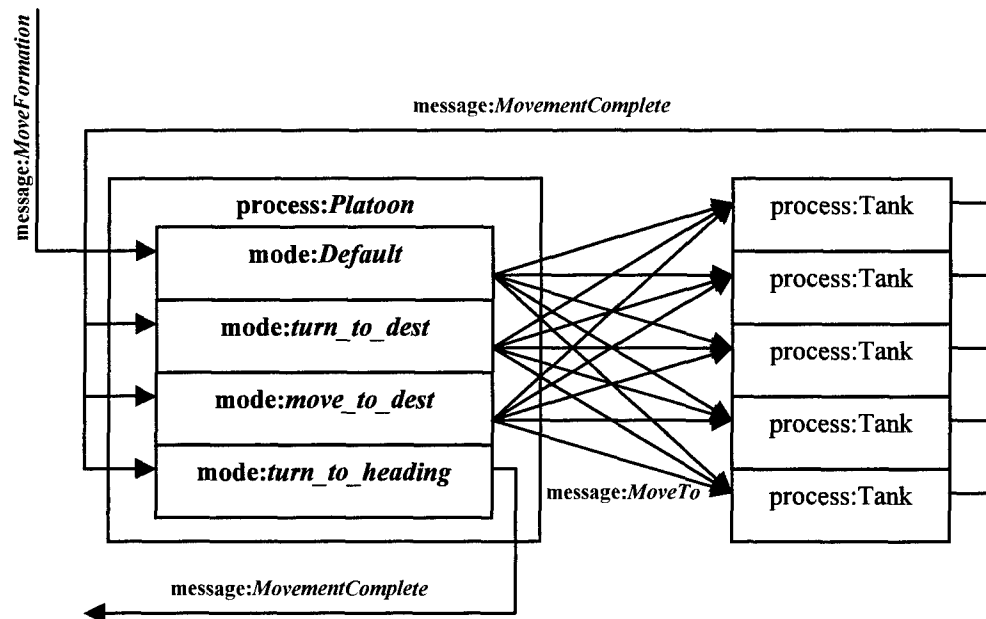 message:MoveFormation
message:MovementComplete
process:Platoon
mode:Default
mode:turn_to_dest
mode:move_to_dest
mode:turn_to_heading
process:Tank
process:Tank
process:Tank
process:Tank
process:Tank
message:MoveTo
message:MovementComplete